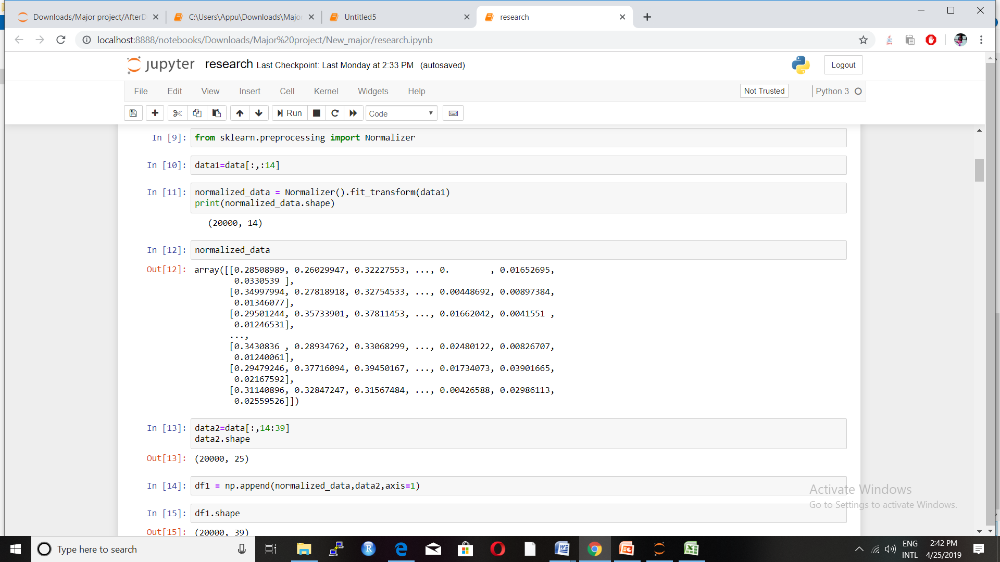 Downloads/Major project/AfterD
C:\Users\Appu\Downloads\Major
Untitled5
research
localhost:8888/notebooks/Downloads/Major%20project/New_major/research.ipynb
jupyter research Last Checkpoint: Last Monday at 2:33 PM (autosaved)
Logout
File Edit View Insert Cell Kernel Widgets Help
Not Trusted
Python 3
Run
Code
In [9]: from sklearn.preprocessing import Normalizer
In [10]: data1=data[:,:14]
In [11]: normalized_data = Normalizer().fit_transform(data1)
print(normalized_data.shape)
(20000, 14)
In [12]: normalized_data
Out[12]: array([[0.28508989, 0.26029947, 0.32227553, ..., 0. , 0.01652695,
0.0330539 ],
[0.34997994, 0.27818918, 0.32754533, ..., 0.00448692, 0.00897384,
0.01346077],
[0.29501244, 0.35733901, 0.37811453, ..., 0.01662042, 0.0041551 ,
0.01246531],
...,
[0.3430836 , 0.28934762, 0.33068299, ..., 0.02480122, 0.00826707,
0.01240061],
[0.29479246, 0.37716094, 0.39450167, ..., 0.01734073, 0.03901665,
0.02167592],
[0.31140896, 0.32847247, 0.31567484, ..., 0.00426588, 0.02986113,
0.02559526]])
In [13]: data2=data[:,14:39]
data2.shape
Out[13]: (20000, 25)
In [14]: df1 = np.append(normalized_data,data2,axis=1)
In [15]: df1.shape
Out[15]: (20000, 39)
Activate Windows
Go to Settings to activate Windows.
Type here to search
ENG
INTL
2:42 PM
4/25/2019